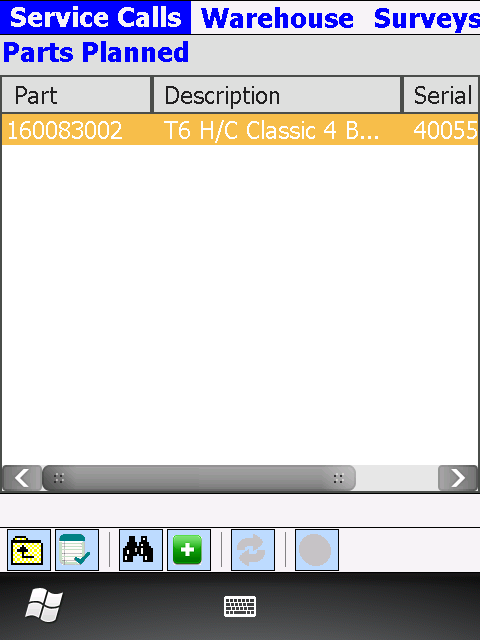 Service Calls Warehouse Surveys
Parts Planned
Part Description Serial
160083002 T6 H/C Classic 4 B... 40055